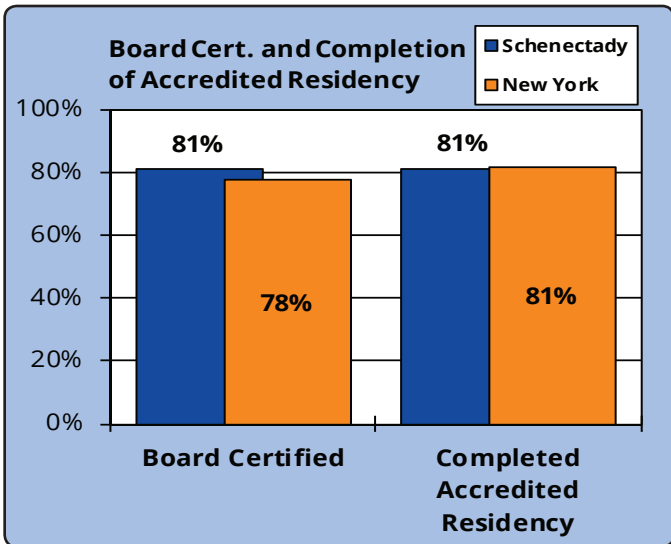 Board Cert. and Completion
of Accredited Residency
Schenectady
New York
100%
80%
60%
40%
20%
0%
81%
78%
81%
81%
Board Certified
Completed
Accredited
Residency